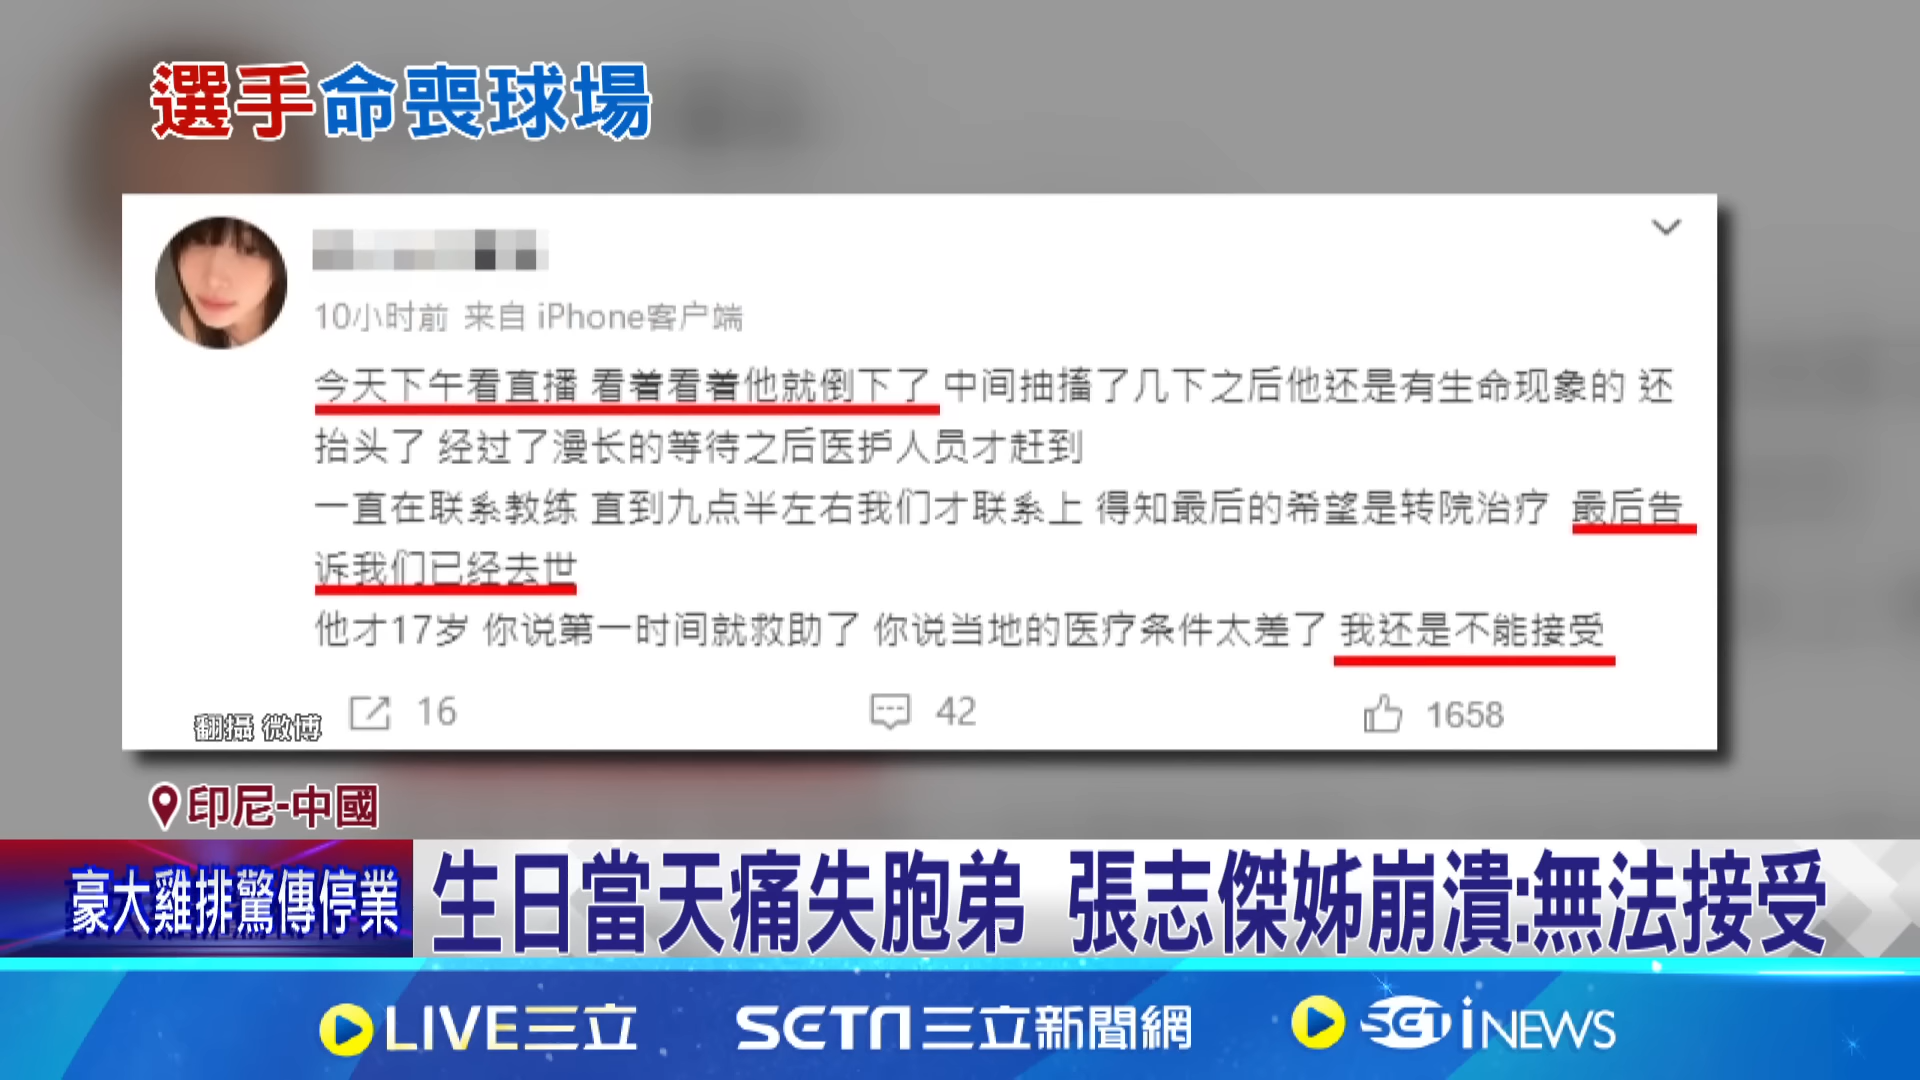 選手命喪球場
10小时前 来自 iPhone客户端
今天下午看直播 看着看着他就倒下了 中间抽搐了几下之后他还是有生命现象的 还
抬头了 经过了漫长的等待之后医护人员才赶到
一直在联系教练 直到九点半左右我们才联系上 得知最后的希望是转院治疗 最后告
诉我们已经去世
他才17岁 你说第一时间就救助了 你说当地的医疗条件太差了 我还是不能接受
16 42 1658
翻攝 微博
印尼-中國
豪大雞排驚傳停業
生日當天痛失胞弟 張志傑姊崩潰:無法接受
LIVE三立 SETN三立新聞網 SETiNEWS